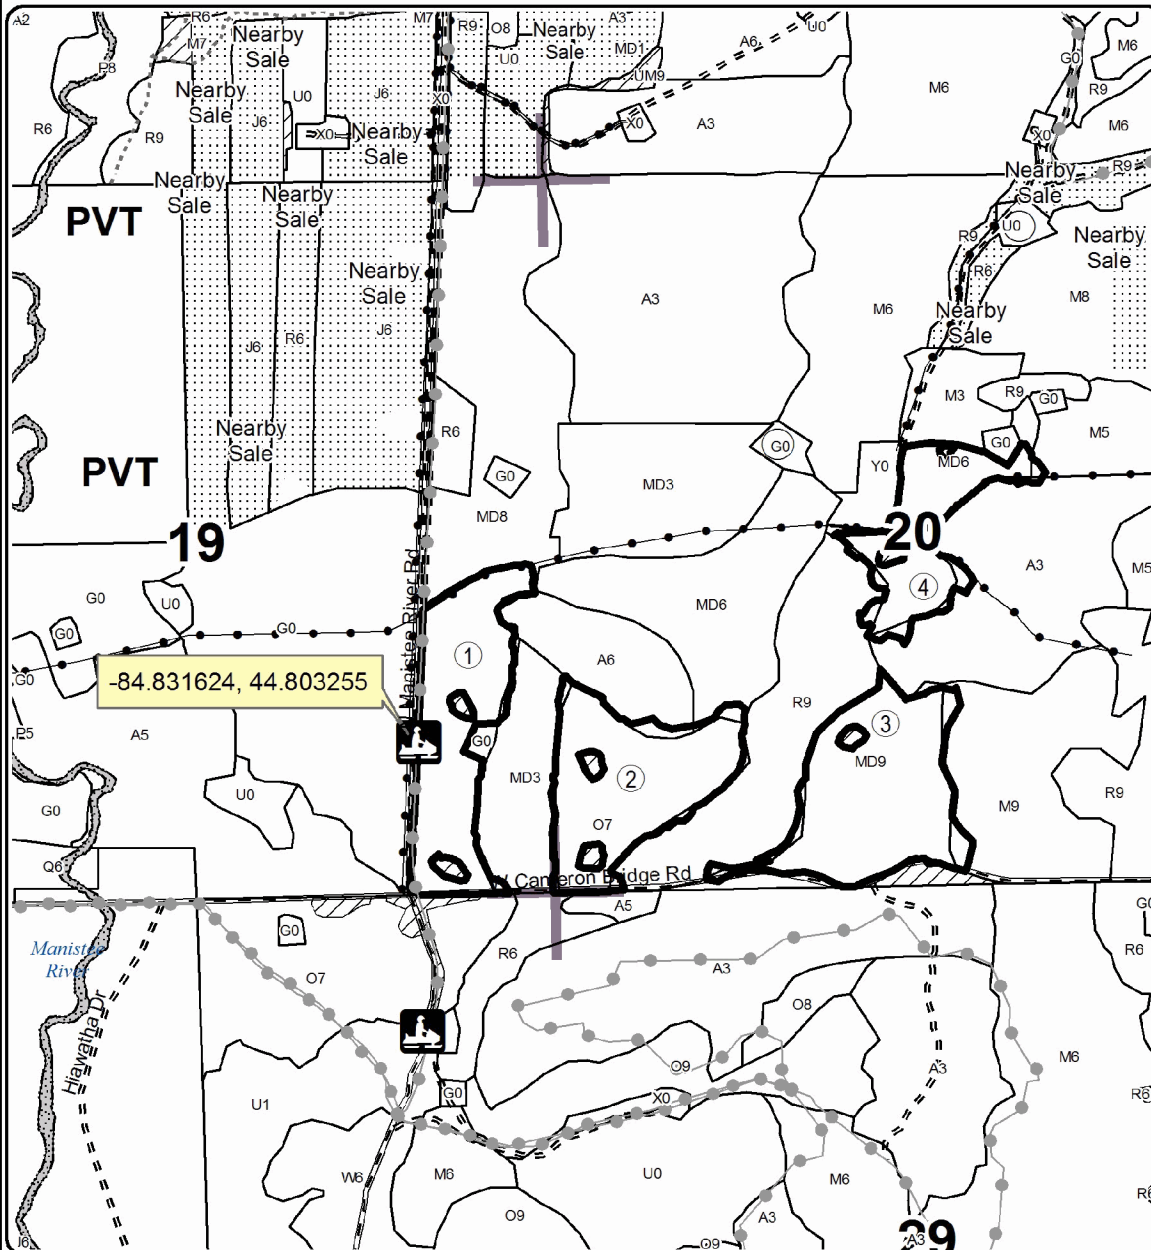 A2
R6
M7
R9
O8
A3
U0
M6
G0
Nearby
Sale
Nearby
Sale
M7
P8
U0
MD1
A6
UM9
R9
J6
X0
Nearby
Sale
U0
J6
X0
Nearby
Sale
X0
A3
M6
X0
M6
R6
R9
R9
Nearby
Sale
Nearby
Sale
Nearby
Sale
PVT
U0
R9
Nearby
Sale
R6
Nearby
Sale
A3
M6
M8
Nearby
Sale
J6
R6
J6
M3
R9
G0
Nearby
Sale
R6
G0
G0
M5
PVT
G0
MD3
Y0
MD6
MD8
19
20
G0
U0
A3
M5
4
MD6
G0
G0
Manistee River Rd
1
A6
G0
-84.831624, 44.803255
R9
3
P5
A5
G0
MD9
MD3
2
U0
R9
G0
M9
O7
Q6
Cameron Bridge Rd
A5
Manistee
River
R6
A3
R6
O7
O8
Hiawatha Dr
M6
O9
A3
G0
X0
U1
R6
W6
M6
U0
M6
O9
A3
J6
O9
A3
29